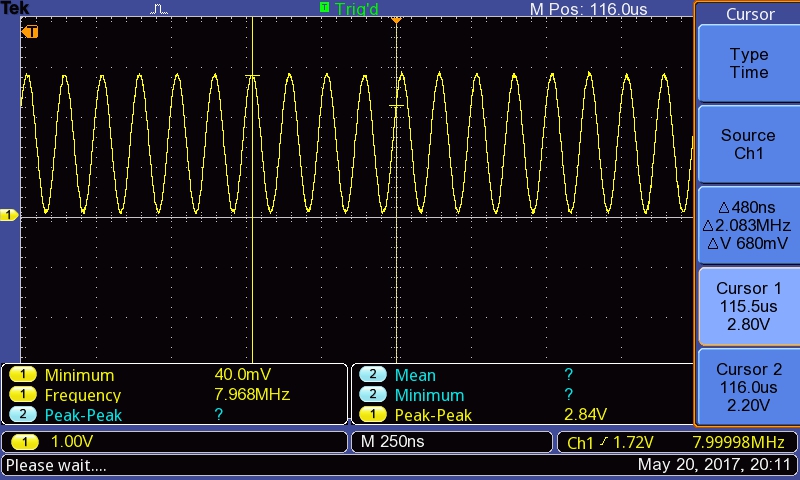 Tek
T Trig'd
M Pos: 116.0us
Cursor
T
Type
Time
Source
Ch1
△480ns
△2.083MHz
△V 680mV
1
Cursor 1
115.5us
2.80V
Cursor 2
116.0us
2.20V
1 Minimum 40.0mV
1 Frequency 7.968MHz
2 Peak-Peak ?
2 Mean ?
2 Minimum ?
1 Peak-Peak 2.84V
1 1.00V
M 250ns
Ch1 / 1.72V 7.99998MHz
Please wait....
May 20, 2017, 20:11